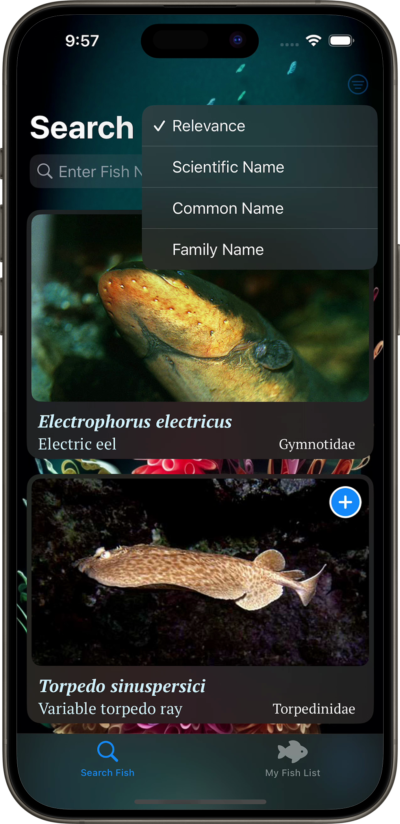 9:57
Search
Relevance
Scientific Name
Common Name
Family Name
Enter Fish
Electrophorus electricus
Electric eel
Gymnotidae
Torpedo sinuspersici
Variable torpedo ray
Torpedinidae
Search Fish
My Fish List